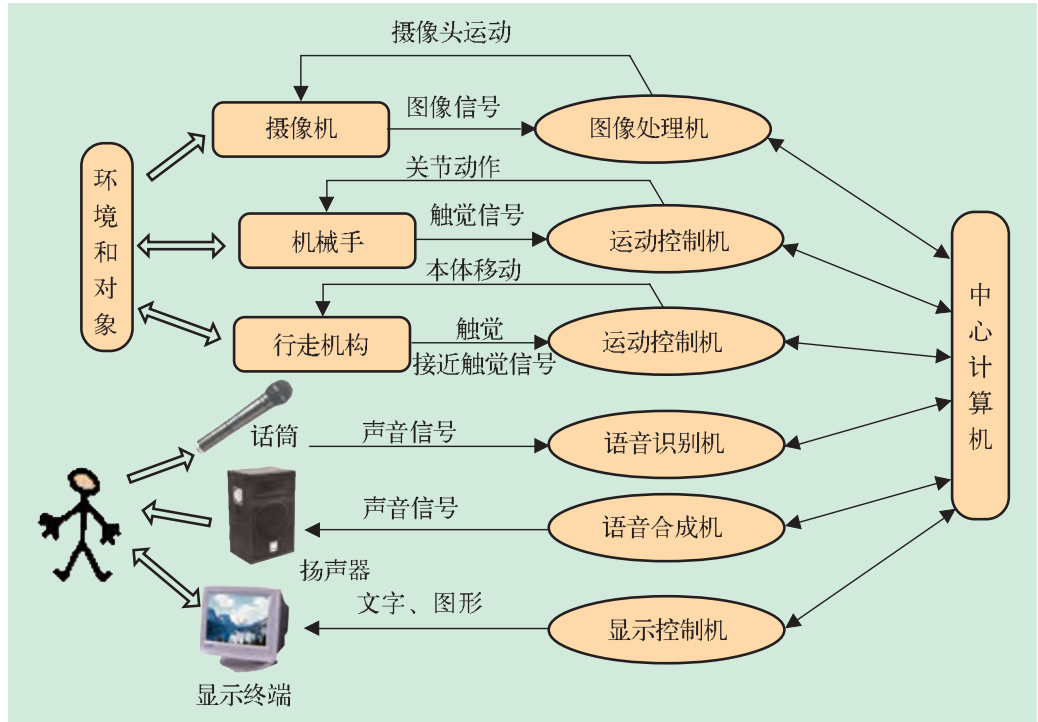 摄像头运动
摄像机
图像信号
图像处理机
关节动作
环境和对象
机械手
触觉信号
运动控制机
本体移动
行走机构
触觉
接近触觉信号
运动控制机
中心计算机
话筒
声音信号
语音识别机
声音信号
语音合成机
扬声器
文字、图形
显示控制机
显示终端